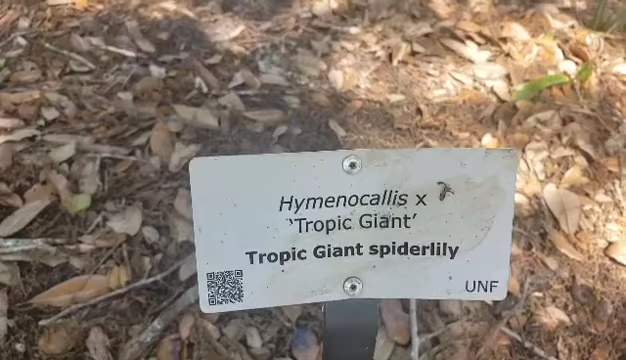 Hymenocallis x
‘Tropic Giant’
Tropic Giant spiderlily
UNF